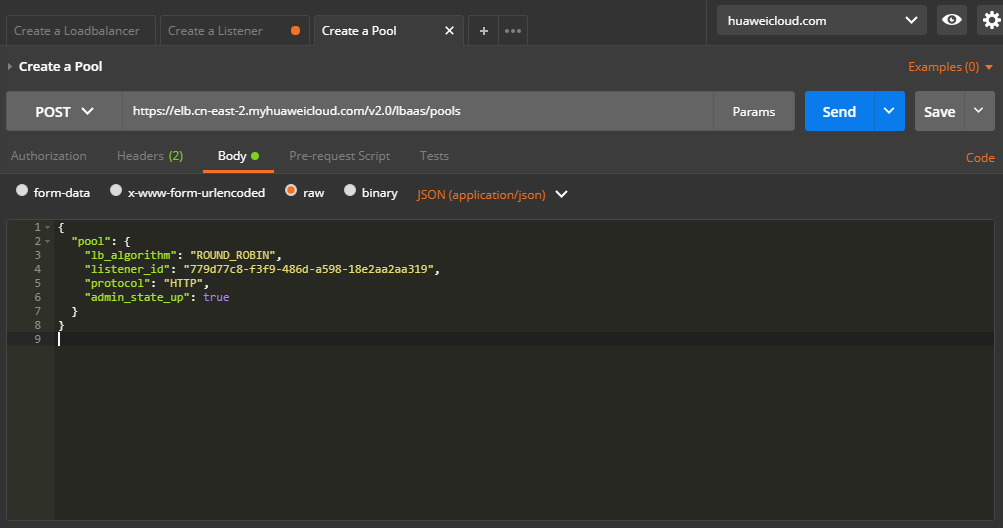 Create a Loadbalancer Create a Listener Create a Pool huaweicloud.com
Create a Pool Examples (0)
POST https://elb.cn-east-2.myhuaweicloud.com/v2.0/lbaas/pools Params Send Save
Authorization Headers (2) Body Pre-request Script Tests Code
form-data x-www-form-urlencoded raw binary JSON (application/json)
1 {
2 "pool": {
3 "lb_algorithm": "ROUND_ROBIN",
4 "listener_id": "779d77c8-f3f9-486d-a598-18e2aa2aa319",
5 "protocol": "HTTP",
6 "admin_state_up": true
7 }
8 }
9